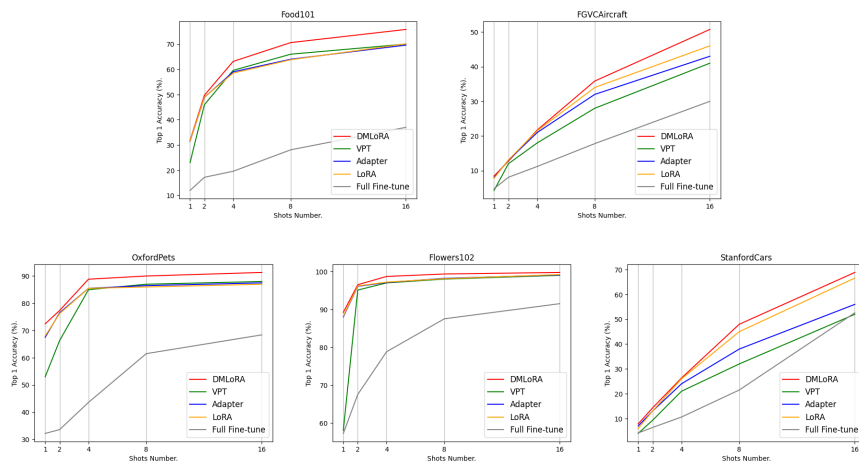 Food101
Top 1 Accuracy (%).
70
60
50
40
30
20
10
1 2 4 8 16
Shots Number.
DMLoRA
VPT
Adapter
LoRA
Full Fine-tune
FGVCAircraft
Top 1 Accuracy (%).
50
40
30
20
10
1 2 4 8 16
Shots Number.
DMLoRA
VPT
Adapter
LoRA
Full Fine-tune
OxfordPets
Top 1 Accuracy (%).
90
80
70
60
50
40
30
1 2 4 8 16
Shots Number.
DMLoRA
VPT
Adapter
LoRA
Full Fine-tune
Flowers102
Top 1 Accuracy (%).
100
90
80
70
60
1 2 4 8 16
Shots Number.
DMLoRA
VPT
Adapter
LoRA
Full Fine-tune
StanfordCars
Top 1 Accuracy (%).
70
60
50
40
30
20
10
1 2 4 8 16
Shots Number.
DMLoRA
VPT
Adapter
LoRA
Full Fine-tune